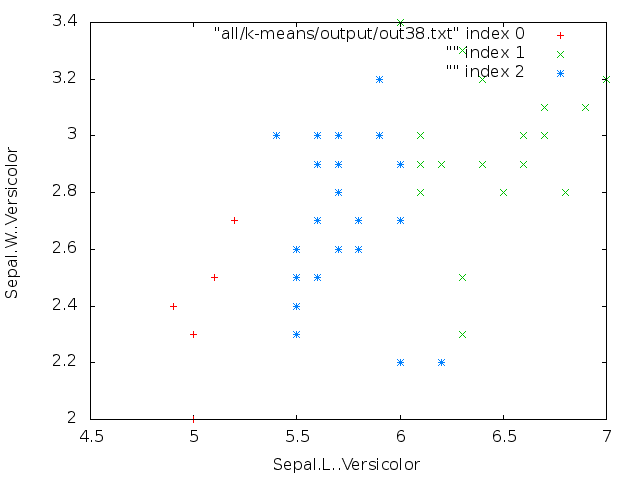 3.4
"all/k-means/output/out38.txt" index 0
"" index 1
"" index 2
3.2
3
2.8
2.6
2.4
2.2
2
Sepal.W..Versicolor
4.5 5 5.5 6 6.5 7
Sepal.L..Versicolor